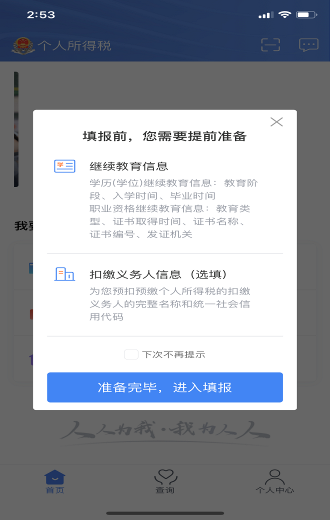 2:53
个人所得税
填报前，您需要提前准备
继续教育信息
学历(学位)继续教育信息：教育阶
段、入学时间、毕业时间
职业资格继续教育信息：教育类
型、证书取得时间、证书名称、
证书编号、发证机关
扣缴义务人信息（选填）
为您预扣预缴个人所得税的扣缴
义务人的完整名称和统一社会信
用代码
下次不再提示
准备完毕，进入填报
人人为我·我为人人
首页
查询
个人中心